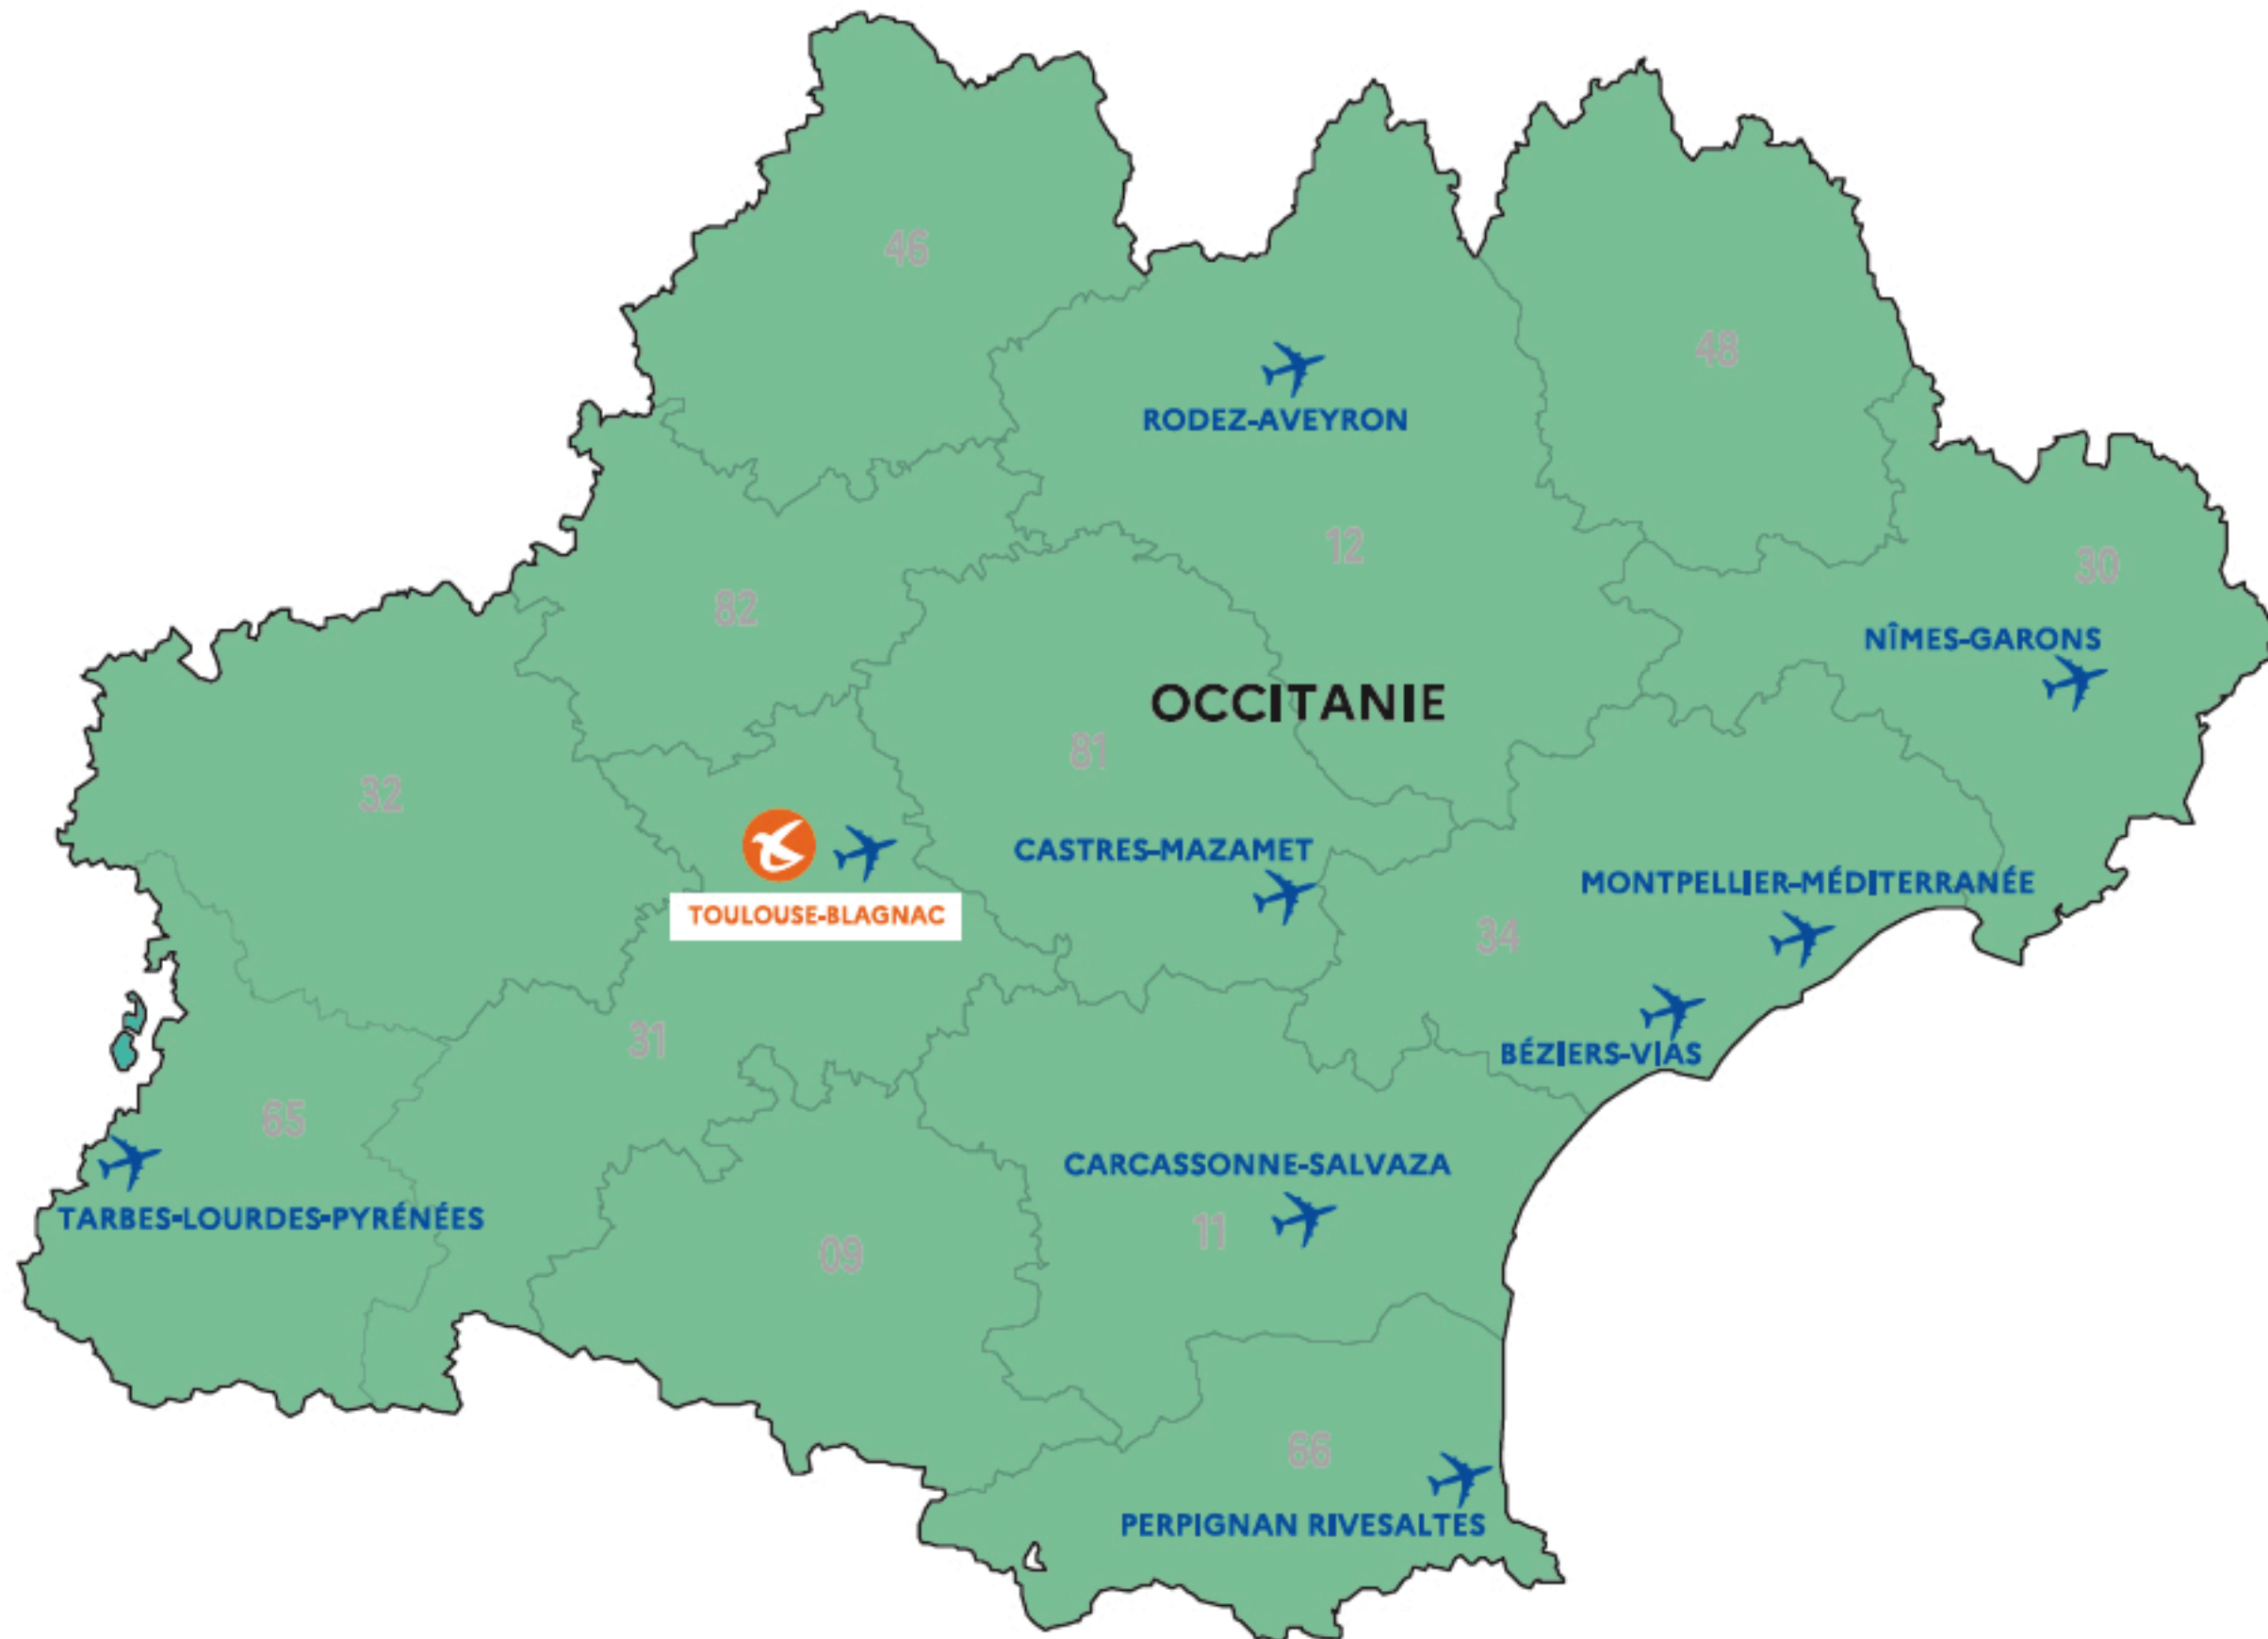 46
48
RODEZ-AVEYRON
12
30
82
NÎMES-GARONS
OCCITANIE
81
32
CASTRES-MAZAMET
MONTPELLIER-MÉDITERRANÉE
TOULOUSE-BLAGNAC
34
31
BÉZIERS-VIAS
65
CARCASSONNE-SALVAZA
TARBES-LOURDES-PYRÉNÉES
11
09
66
PERPIGNAN RIVESALTES